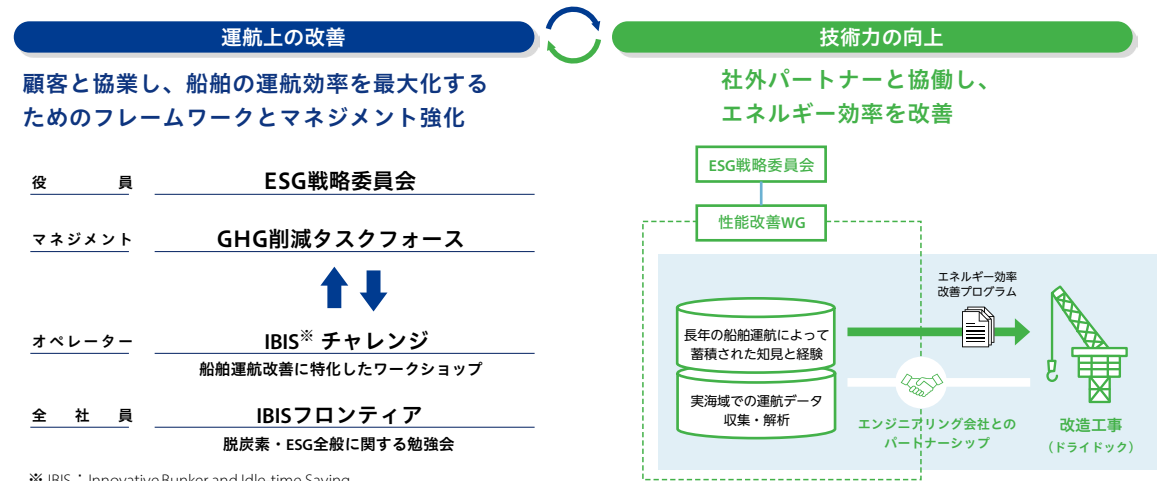 運航上の改善
顧客と協業し、船舶の運航効率を最大化する
ためのフレームワークとマネジメント強化
役員 ESG戦略委員会
マネジメント GHG削減タスクフォース
オペレーター IBIS※ チャレンジ
船舶運航改善に特化したワークショップ
全社員 IBISフロンティア
脱炭素・ESG全般に関する勉強会
※ IBIS：Innovative Bunker and Idle-time Saving
技術力の向上
社外パートナーと協働し、
エネルギー効率を改善
ESG戦略委員会
性能改善WG
エネルギー効率
改善プログラム
長年の船舶運航によって
蓄積された知見と経験
実海域での運航データ
収集・解析
エンジニアリング会社との
パートナーシップ
改造工事
（ドライドック）